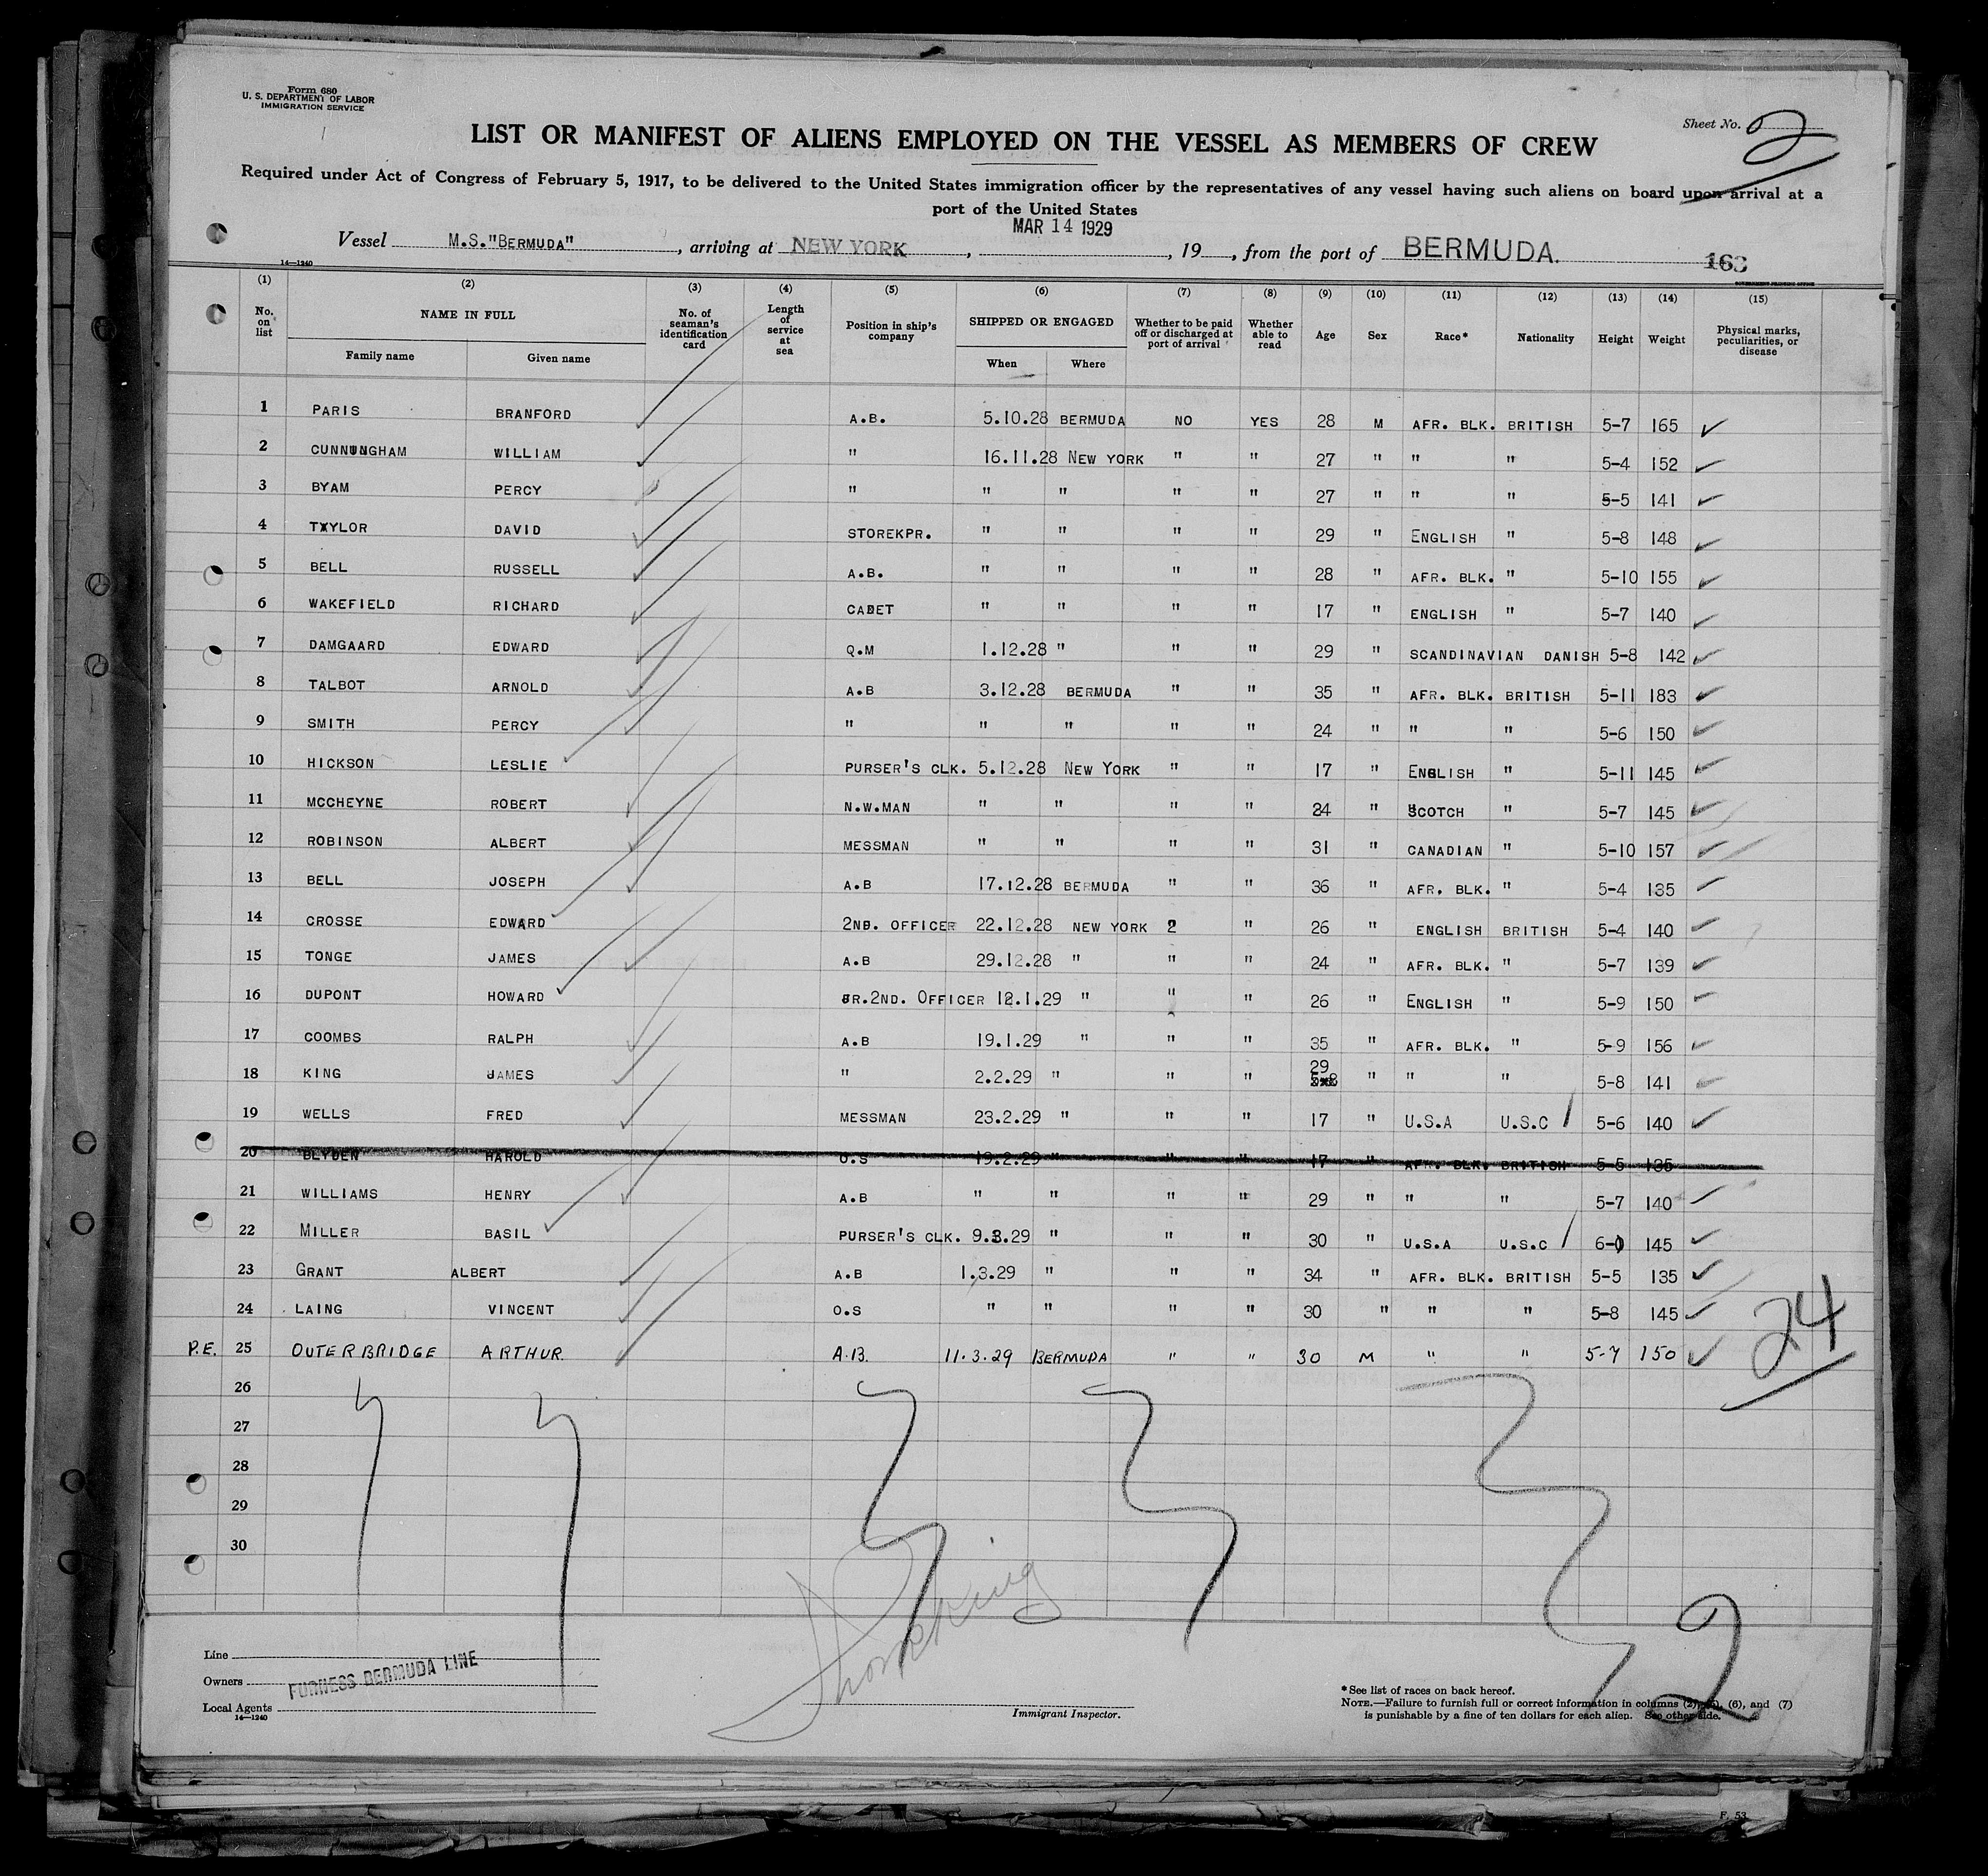 Form 680
U. S. DEPARTMENT OF LABOR
IMMIGRATION SERVICE
Sheet No. 2
LIST OR MANIFEST OF ALIENS EMPLOYED ON THE VESSEL AS MEMBERS OF CREW
Required under Act of Congress of February 5, 1917, to be delivered to the United States immigration officer by the representatives of any vessel having such aliens on board upon arrival at a
port of the United States
MAR 14 1929
Vessel M.S."BERMUDA", arriving at NEW YORK, , 19 , from the port of BERMUDA. 163
14—1240 GOVERNMENT PRINTING OFFICE
(1) (2) (3) (4) (5) (6) (7) (8) (9) (10) (11) (12) (13) (14) (15)
No. on list NAME IN FULL Family name Given name No. of seaman's identification card Length of service at sea Position in ship's company SHIPPED OR ENGAGED When Where Whether to be paid off or discharged at port of arrival Whether able to read Age Sex Race* Nationality Height Weight Physical marks, peculiarities, or disease
1 PARIS BRANFORD A.B. 5.10.28 BERMUDA NO YES 28 M AFR. BLK. BRITISH 5-7 165 ✓
2 CUNNUNGHAM WILLIAM " 16.11.28 NEW YORK " " 27 " " " 5-4 152 ✓
3 BYAM PERCY " " " " " 27 " " " 5-5 141 ✓
4 TAYLOR DAVID STOREKPR. " " " " 29 " ENGLISH " 5-8 148 ✓
5 BELL RUSSELL A.B. " " " " 28 " AFR. BLK. " 5-10 155 ✓
6 WAKEFIELD RICHARD CADET " " " " 17 " ENGLISH " 5-7 140 ✓
7 DAMGAARD EDWARD Q.M 1.12.28 " " " 29 " SCANDINAVIAN DANISH 5-8 142 ✓
8 TALBOT ARNOLD A.B 3.12.28 BERMUDA " " 35 " AFR. BLK. BRITISH 5-11 183 ✓
9 SMITH PERCY " " " " " 24 " " " 5-6 150 ✓
10 HICKSON LESLIE PURSER'S CLK. 5.12.28 NEW YORK " " 17 " ENGLISH " 5-11 145 ✓
11 MCCHEYNE ROBERT N.W.MAN " " " " 24 " SCOTCH " 5-7 145 ✓
12 ROBINSON ALBERT MESSMAN " " " " 31 " CANADIAN " 5-10 157 ✓
13 BELL JOSEPH A.B 17.12.28 BERMUDA " " 36 " AFR. BLK. " 5-4 135 ✓
14 CROSSE EDWARD 2ND. OFFICER 22.12.28 NEW YORK " " 26 " ENGLISH BRITISH 5-4 140 ✓
15 TONGE JAMES A.B 29.12.28 " " " 24 " AFR. BLK. " 5-7 139 ✓
16 DUPONT HOWARD JR.2ND. OFFICER 12.1.29 " " " 26 " ENGLISH " 5-9 150 ✓
17 COOMBS RALPH A.B 19.1.29 " " " 35 " AFR. BLK. " 5-9 156 ✓
18 KING JAMES " 2.2.29 " " " 29 " " " 5-8 141 ✓
19 WELLS FRED MESSMAN 23.2.29 " " " 17 " U.S.A U.S.C 5-6 140 ✓
20 BLYDEN HAROLD O.S 19.2.29 " " " 17 " AFR. BLK. BRITISH 5-5 135
21 WILLIAMS HENRY A.B " " " " 29 " " " 5-7 140 ✓
22 MILLER BASIL PURSER'S CLK. 9.3.29 " " " 30 " U.S.A U.S.C 6-0 145 ✓
23 GRANT ALBERT A.B 1.3.29 " " " 34 " AFR. BLK. BRITISH 5-5 135 ✓
24 LAING VINCENT O.S " " " " 30 " " " 5-8 145 ✓
24
P.E. 25 OUTERBRIDGE ARTHUR. A.B. 11.3.29 BERMUDA " " 30 M " " 5-7 150 ✓
26
27
28
29
30
2
Line
Owners FURNESS BERMUDA LINE
Local Agents
14—1240
Immigrant Inspector.
*See list of races on back hereof.
NOTE.—Failure to furnish full or correct information in columns (2), (5), (6), and (7)
is punishable by a fine of ten dollars for each alien. See other side.
F. 53